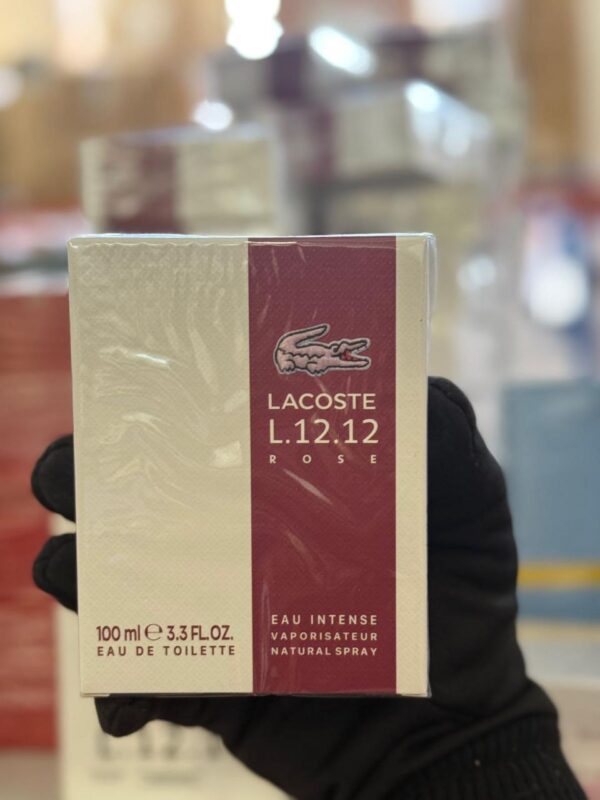 LACOSTE
L.12.12
ROSE
EAU INTENSE
VAPORISATEUR
NATURAL SPRAY
100 ml ℮ 3.3 FL.OZ.
EAU DE TOILETTE